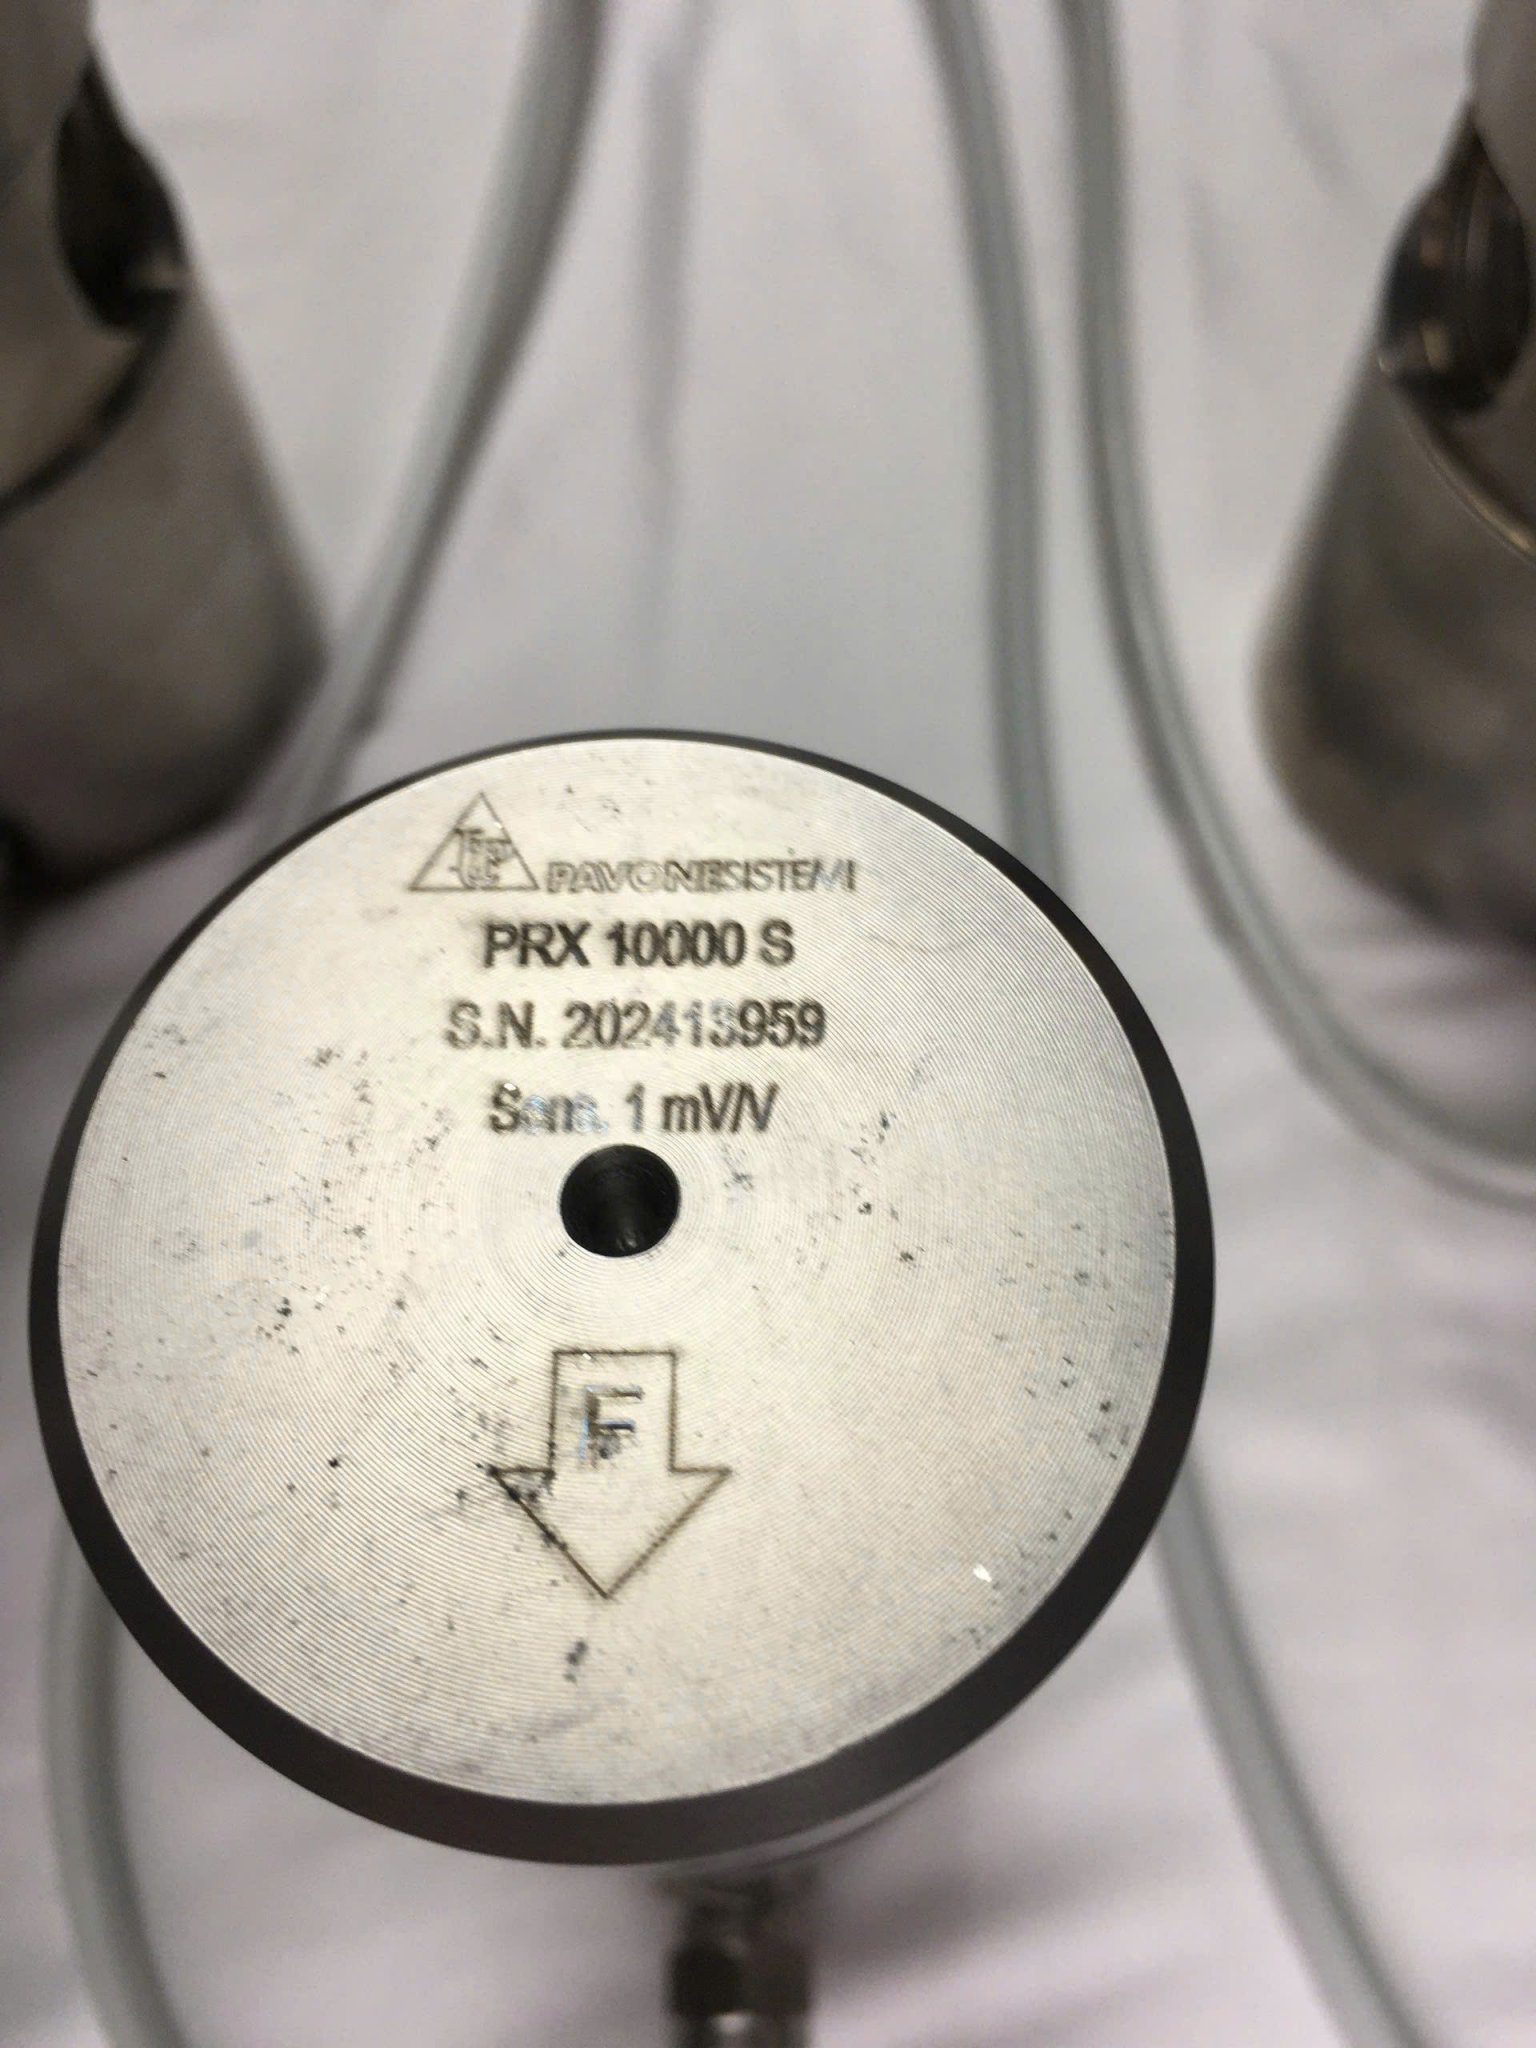 PAVONESISTEMI
PRX 10000 S
S.N. 202413959
Sens. 1 mV/V
F